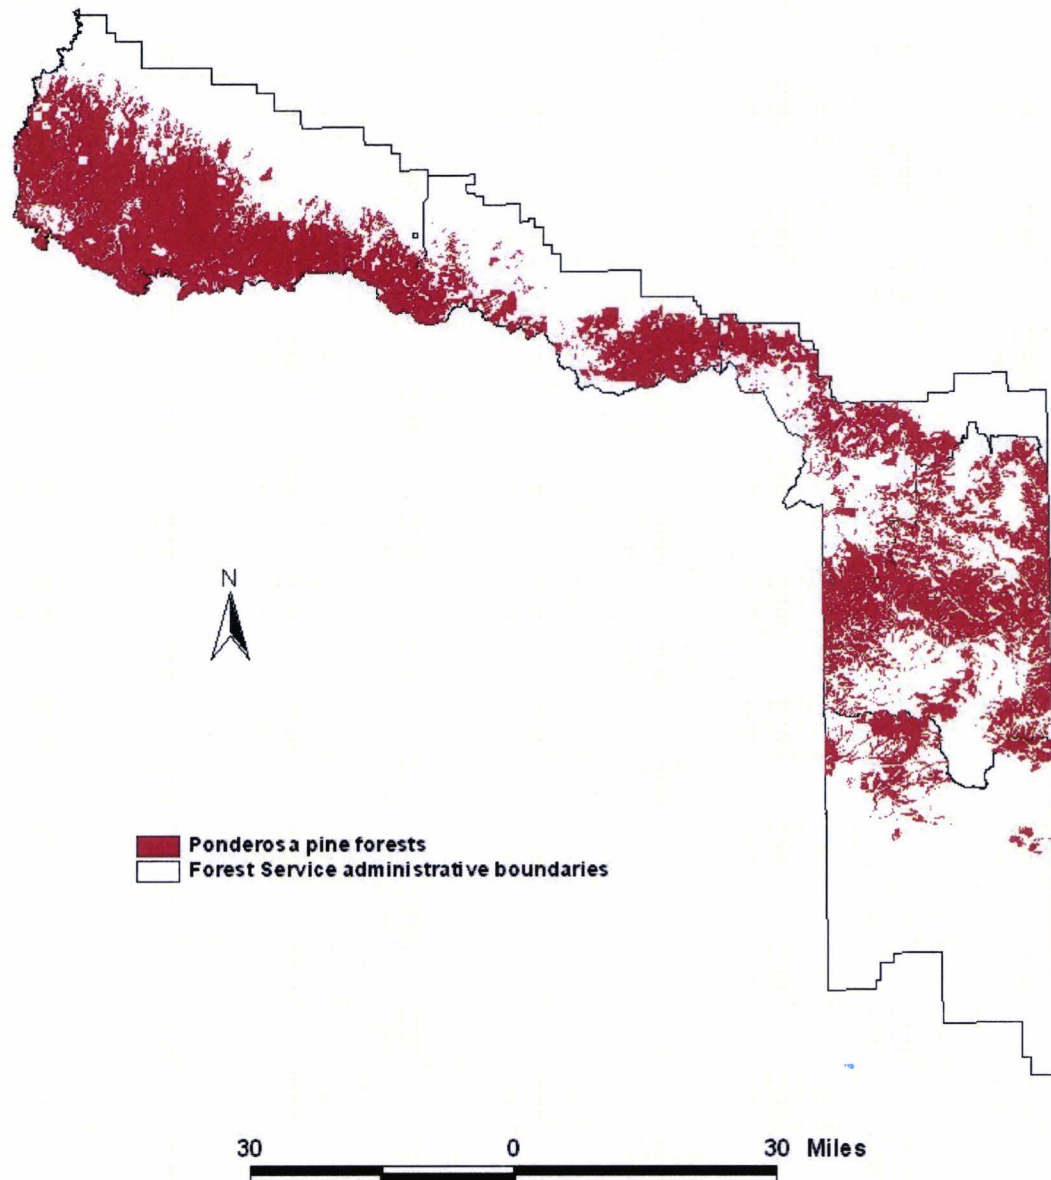 N
Ponderosa pine forests
Forest Service administrative boundaries
30 0 30 Miles